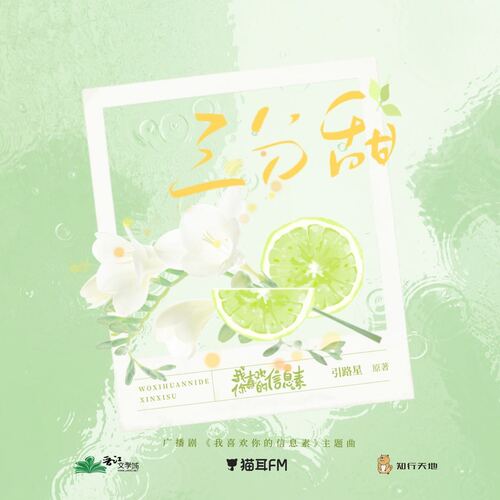 三分甜
WOXIHUANNIDE
XINXISU
我喜欢
你的信息素
引路星 原著
广播剧《我喜欢你的信息素》主题曲
晋江
文学城
猫耳FM
知行天地